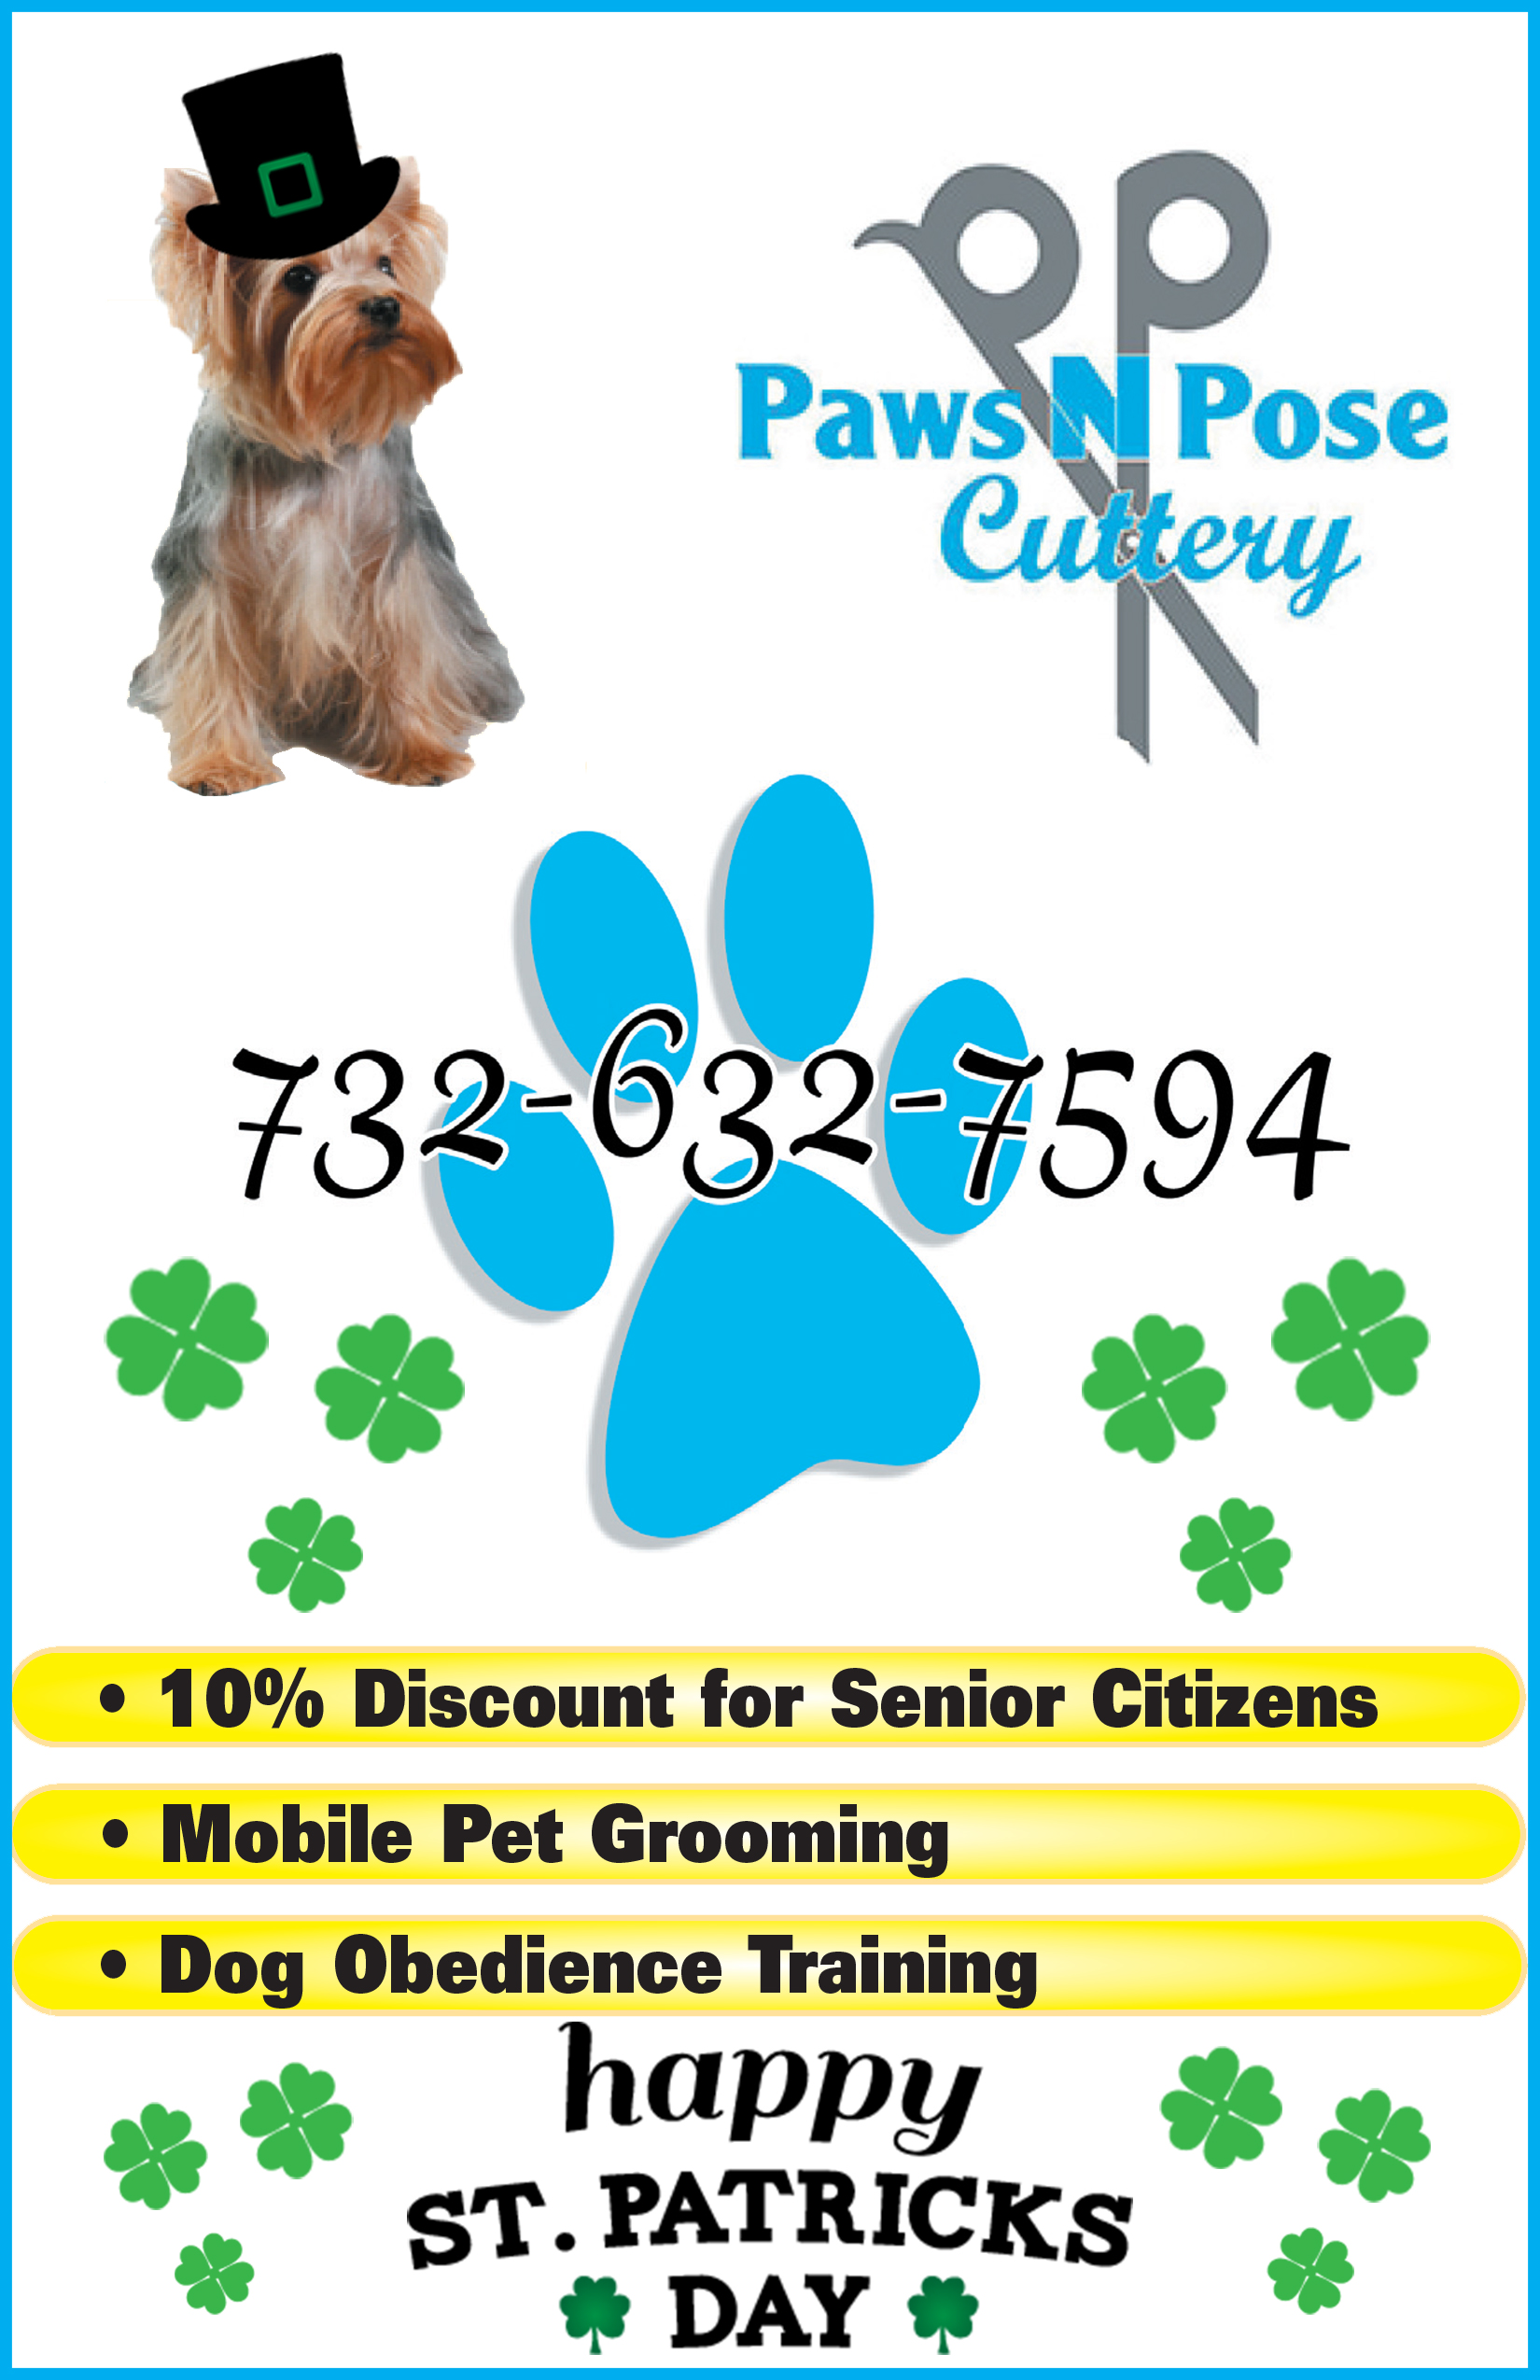 Paws N Pose
Cuttery
732-632-7594
• 10% Discount for Senior Citizens
• Mobile Pet Grooming
• Dog Obedience Training
happy
ST. PATRICKS
DAY